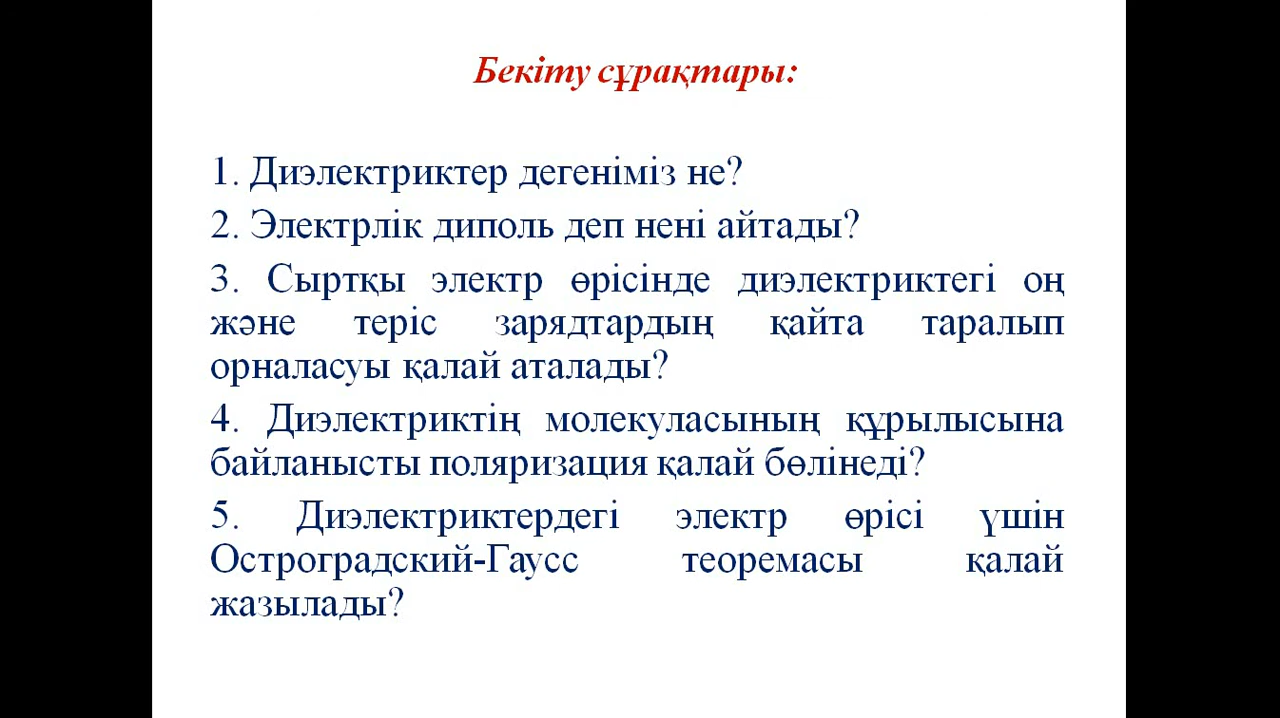 Бекіту сұрақтары:
1. Диэлектриктер дегеніміз не?
2. Электрлік диполь деп нені айтады?
3. Сыртқы электр өрісінде диэлектриктегі оң
және теріс зарядтардың қайта таралып
орналасуы қалай аталады?
4. Диэлектриктің молекуласының құрылысына
байланысты поляризация қалай бөлінеді?
5. Диэлектриктердегі электр өрісі үшін
Остроградский-Гаусс теоремасы қалай
жазылады?